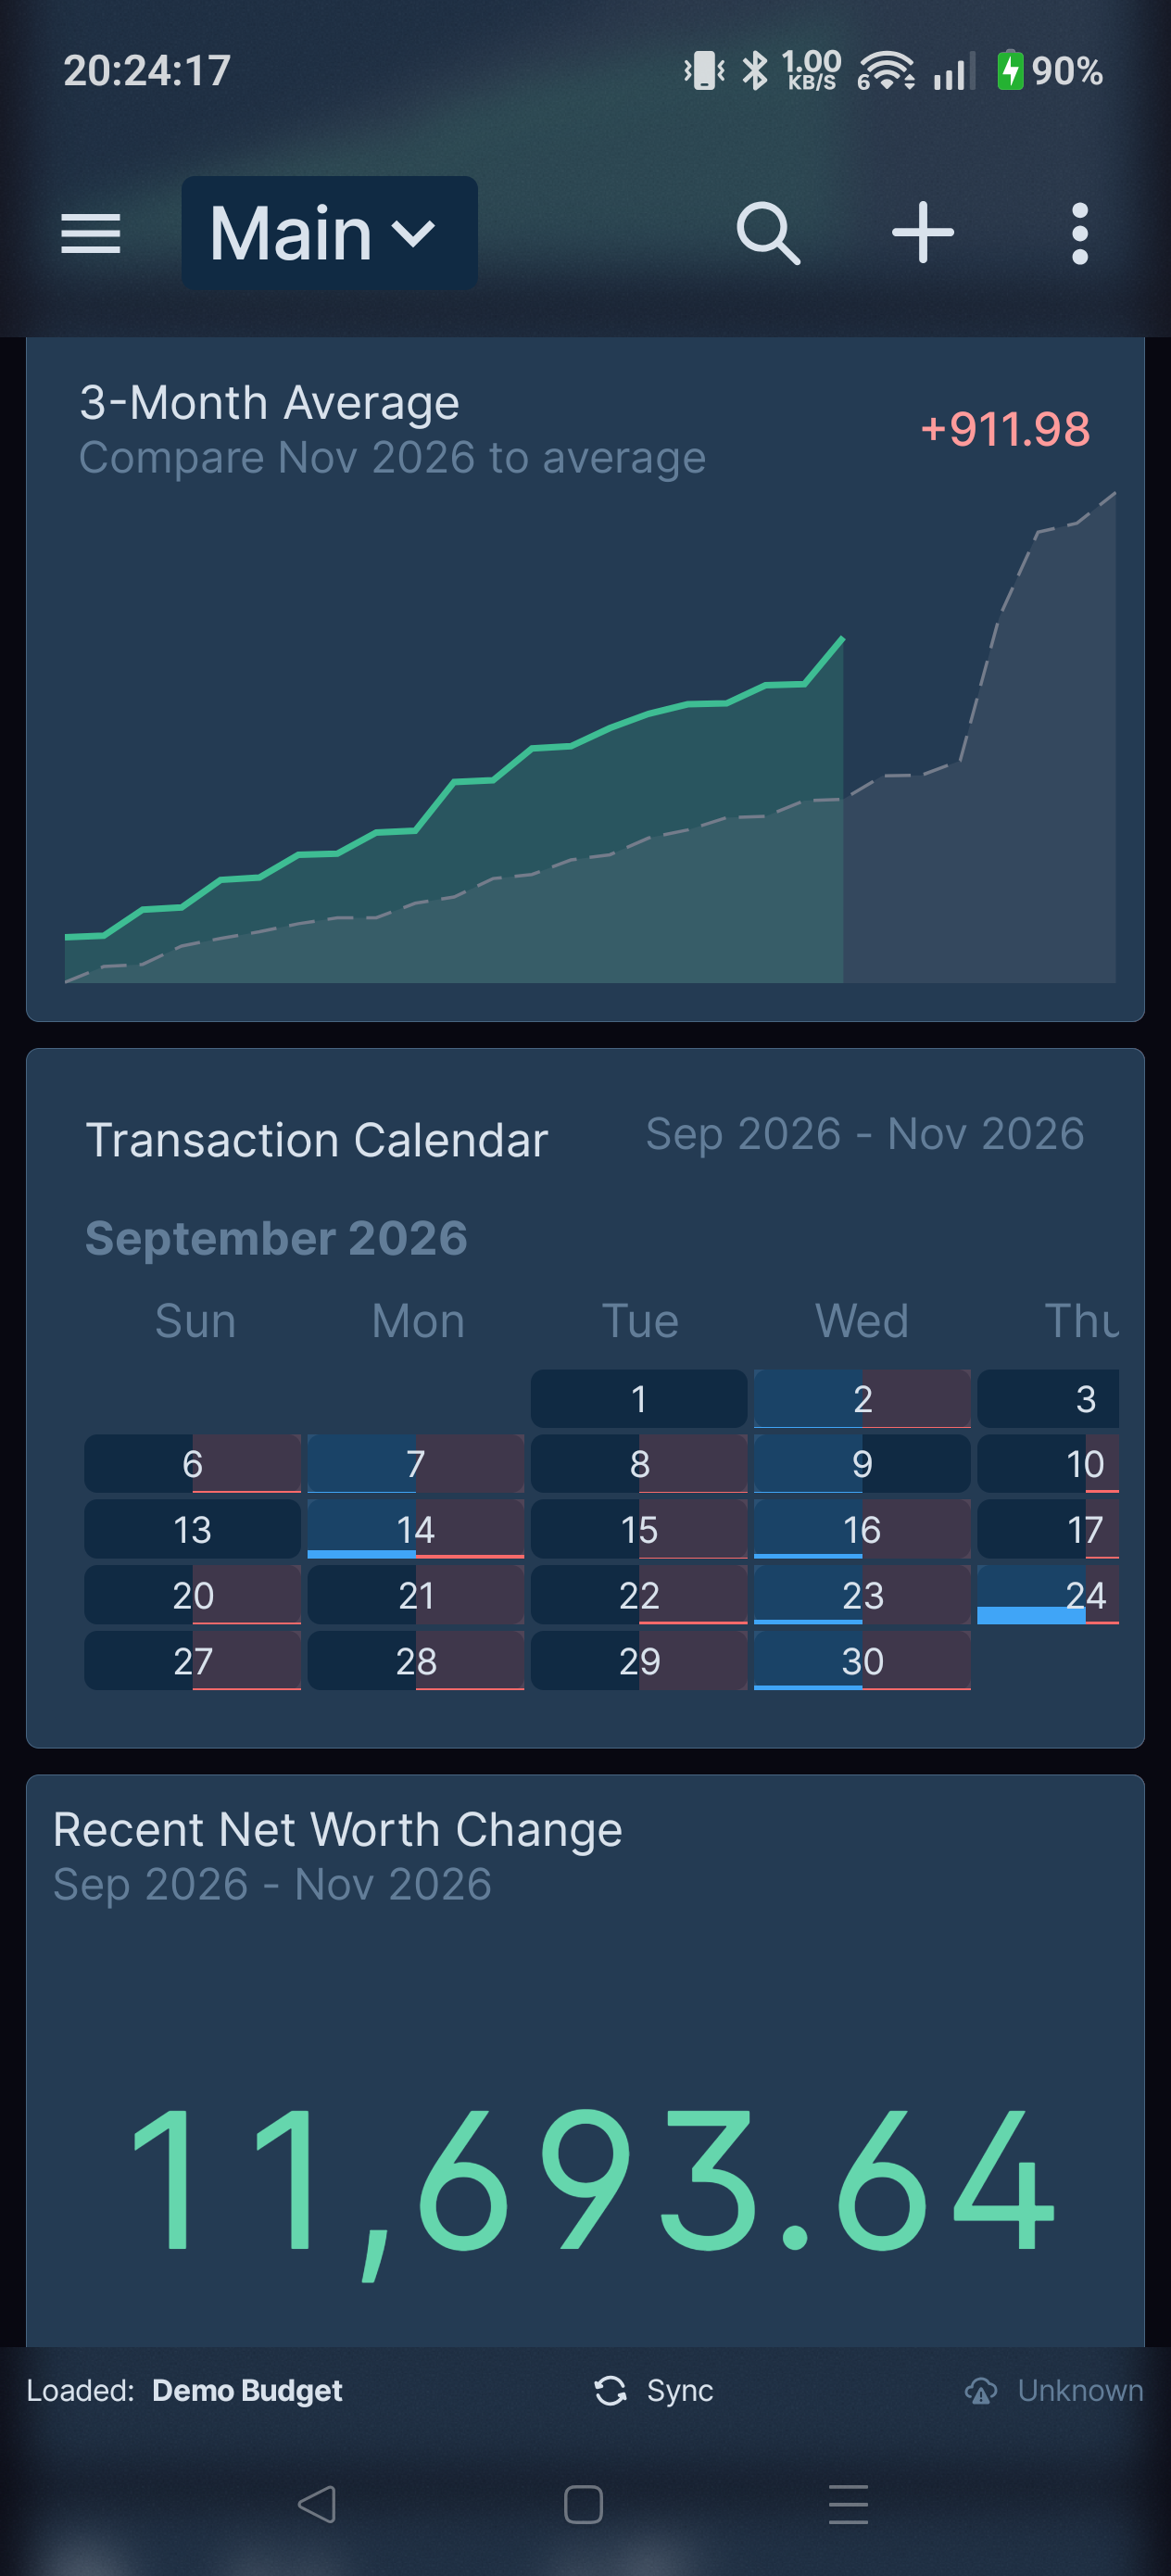 20:24:17 1.00 KB/S 6 90%
Main
3-Month Average
Compare Nov 2026 to average
+911.98
Transaction Calendar
Sep 2026 - Nov 2026
September 2026
Sun Mon Tue Wed Thu
1 2 3
6 7 8 9 10
13 14 15 16 17
20 21 22 23 24
27 28 29 30
Recent Net Worth Change
Sep 2026 - Nov 2026
11,693.64
Loaded: Demo Budget Sync Unknown